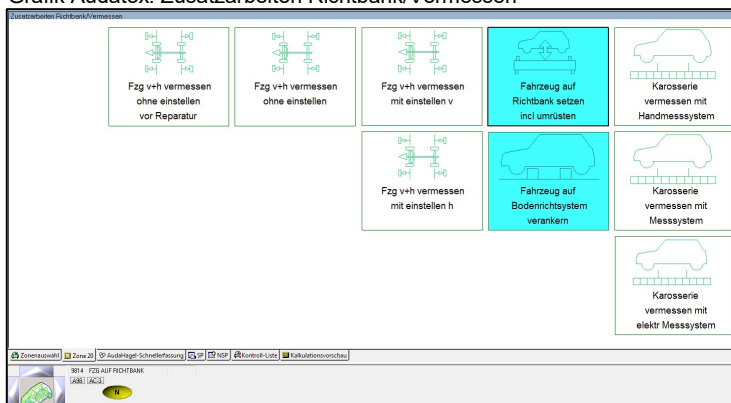 Grafik Audatex: Zusatzarbeiten Richtbank/Vermessen
Zusatzarbeiten Richtbank/Vermessen
Fzg v+h vermessen
ohne einstellen
vor Reparatur
Fzg v+h vermessen
ohne einstellen
Fzg v+h vermessen
mit einstellen v
Fahrzeug auf
Richtbank setzen
incl umrüsten
Karosserie
vermessen mit
Handmesssystem
Fzg v+h vermessen
mit einstellen h
Fahrzeug auf
Bodenrichtsystem
verankern
Karosserie
vermessen mit
Messsystem
Karosserie
vermessen mit
elektr Messsystem
Zonenauswahl Zone 20 AudaHagel-Schnellerfassung SP NSP Kontroll-Liste Kalkulationsvorschau
9814 FZG AUF RICHTBANK
A98. AC-3
N